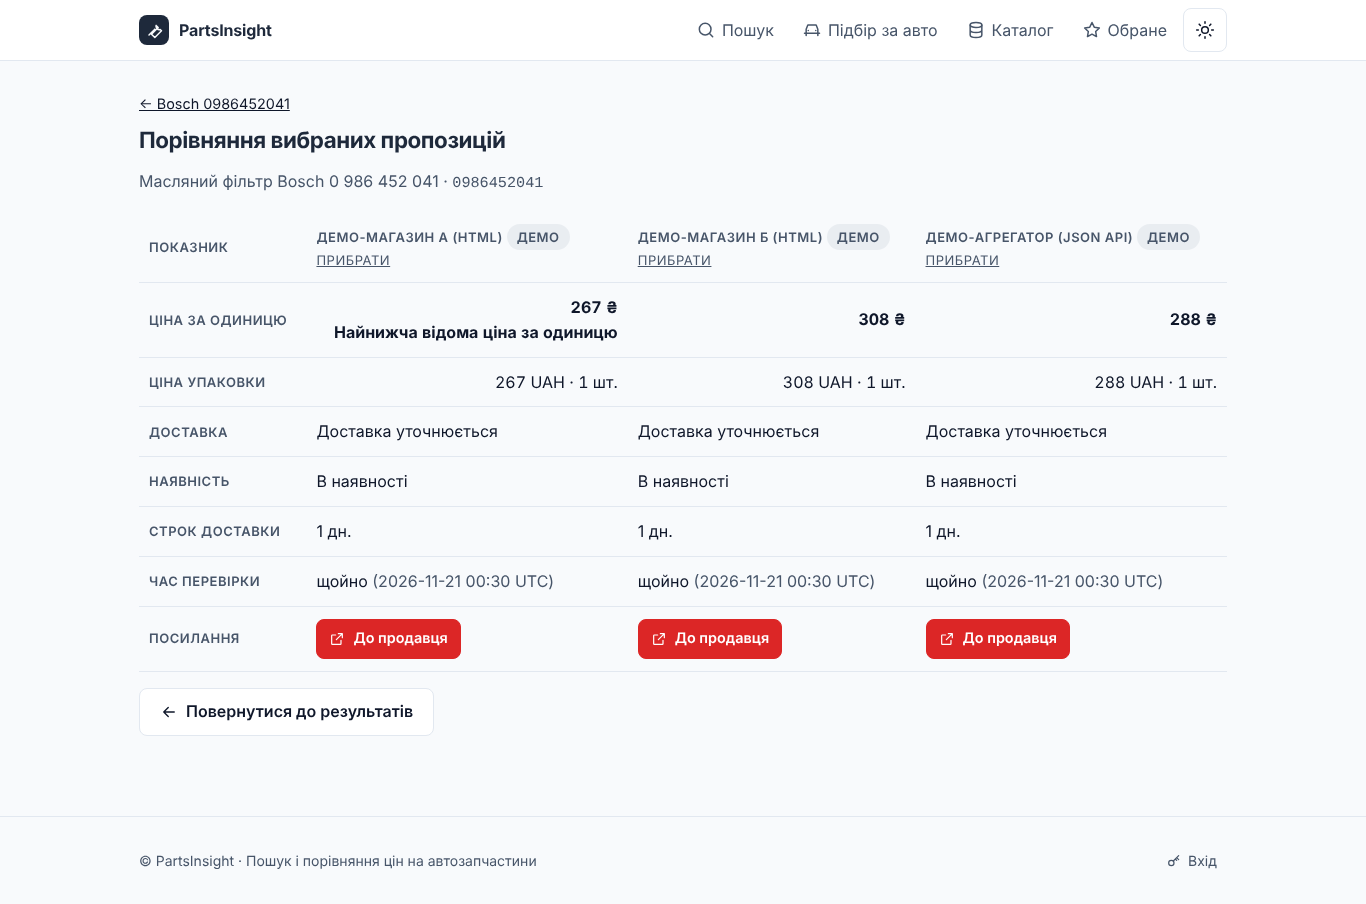 PartsInsight
Пошук
Підбір за авто
Каталог
Обране
← Bosch 0986452041
Порівняння вибраних пропозицій
Масляний фільтр Bosch 0 986 452 041 · 0986452041
ПОКАЗНИК
ДЕМО-МАГАЗИН А (HTML) ДЕМО
ПРИБРАТИ
ДЕМО-МАГАЗИН Б (HTML) ДЕМО
ПРИБРАТИ
ДЕМО-АГРЕГАТОР (JSON API) ДЕМО
ПРИБРАТИ
ЦІНА ЗА ОДИНИЦЮ
267 ₴
Найнижча відома ціна за одиницю
308 ₴
288 ₴
ЦІНА УПАКОВКИ
267 UAH · 1 шт.
308 UAH · 1 шт.
288 UAH · 1 шт.
ДОСТАВКА
Доставка уточнюється
Доставка уточнюється
Доставка уточнюється
НАЯВНІСТЬ
В наявності
В наявності
В наявності
СТРОК ДОСТАВКИ
1 дн.
1 дн.
1 дн.
ЧАС ПЕРЕВІРКИ
щойно (2026-11-21 00:30 UTC)
щойно (2026-11-21 00:30 UTC)
щойно (2026-11-21 00:30 UTC)
ПОСИЛАННЯ
До продавця
До продавця
До продавця
← Повернутися до результатів
© PartsInsight · Пошук і порівняння цін на автозапчастини
Вхід